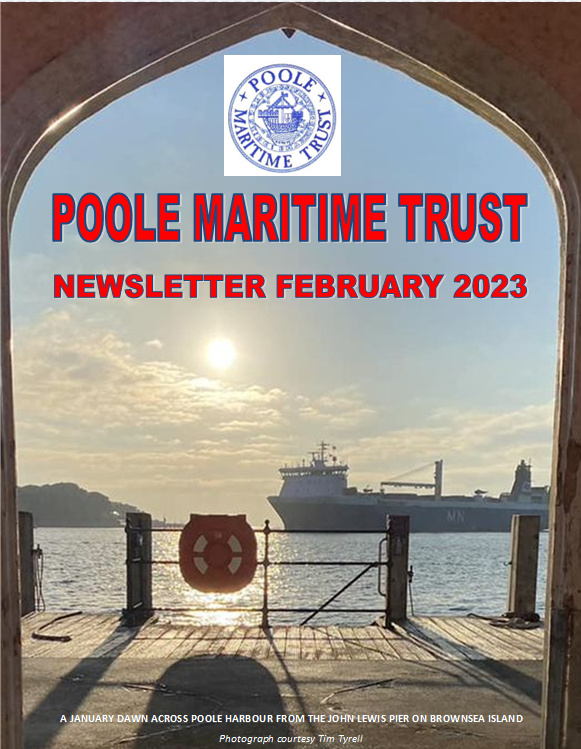 POOLE
MARITIME TRUST
POOLE MARITIME TRUST
NEWSLETTER FEBRUARY 2023
MN
A JANUARY DAWN ACROSS POOLE HARBOUR FROM THE JOHN LEWIS PIER ON BROWNSEA ISLAND
Photograph courtesy Tim Tyrell